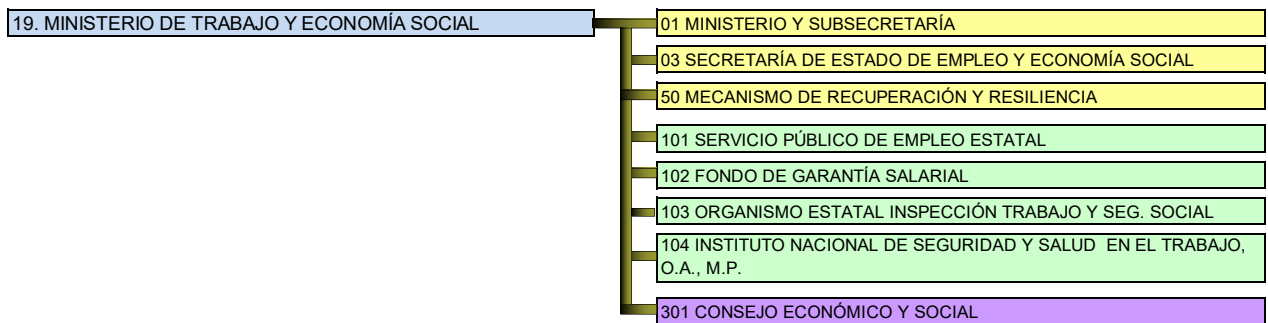 19. MINISTERIO DE TRABAJO Y ECONOMÍA SOCIAL
01 MINISTERIO Y SUBSECRETARÍA
03 SECRETARÍA DE ESTADO DE EMPLEO Y ECONOMÍA SOCIAL
50 MECANISMO DE RECUPERACIÓN Y RESILIENCIA
101 SERVICIO PÚBLICO DE EMPLEO ESTATAL
102 FONDO DE GARANTÍA SALARIAL
103 ORGANISMO ESTATAL INSPECCIÓN TRABAJO Y SEG. SOCIAL
104 INSTITUTO NACIONAL DE SEGURIDAD Y SALUD EN EL TRABAJO,
O.A., M.P.
301 CONSEJO ECONÓMICO Y SOCIAL